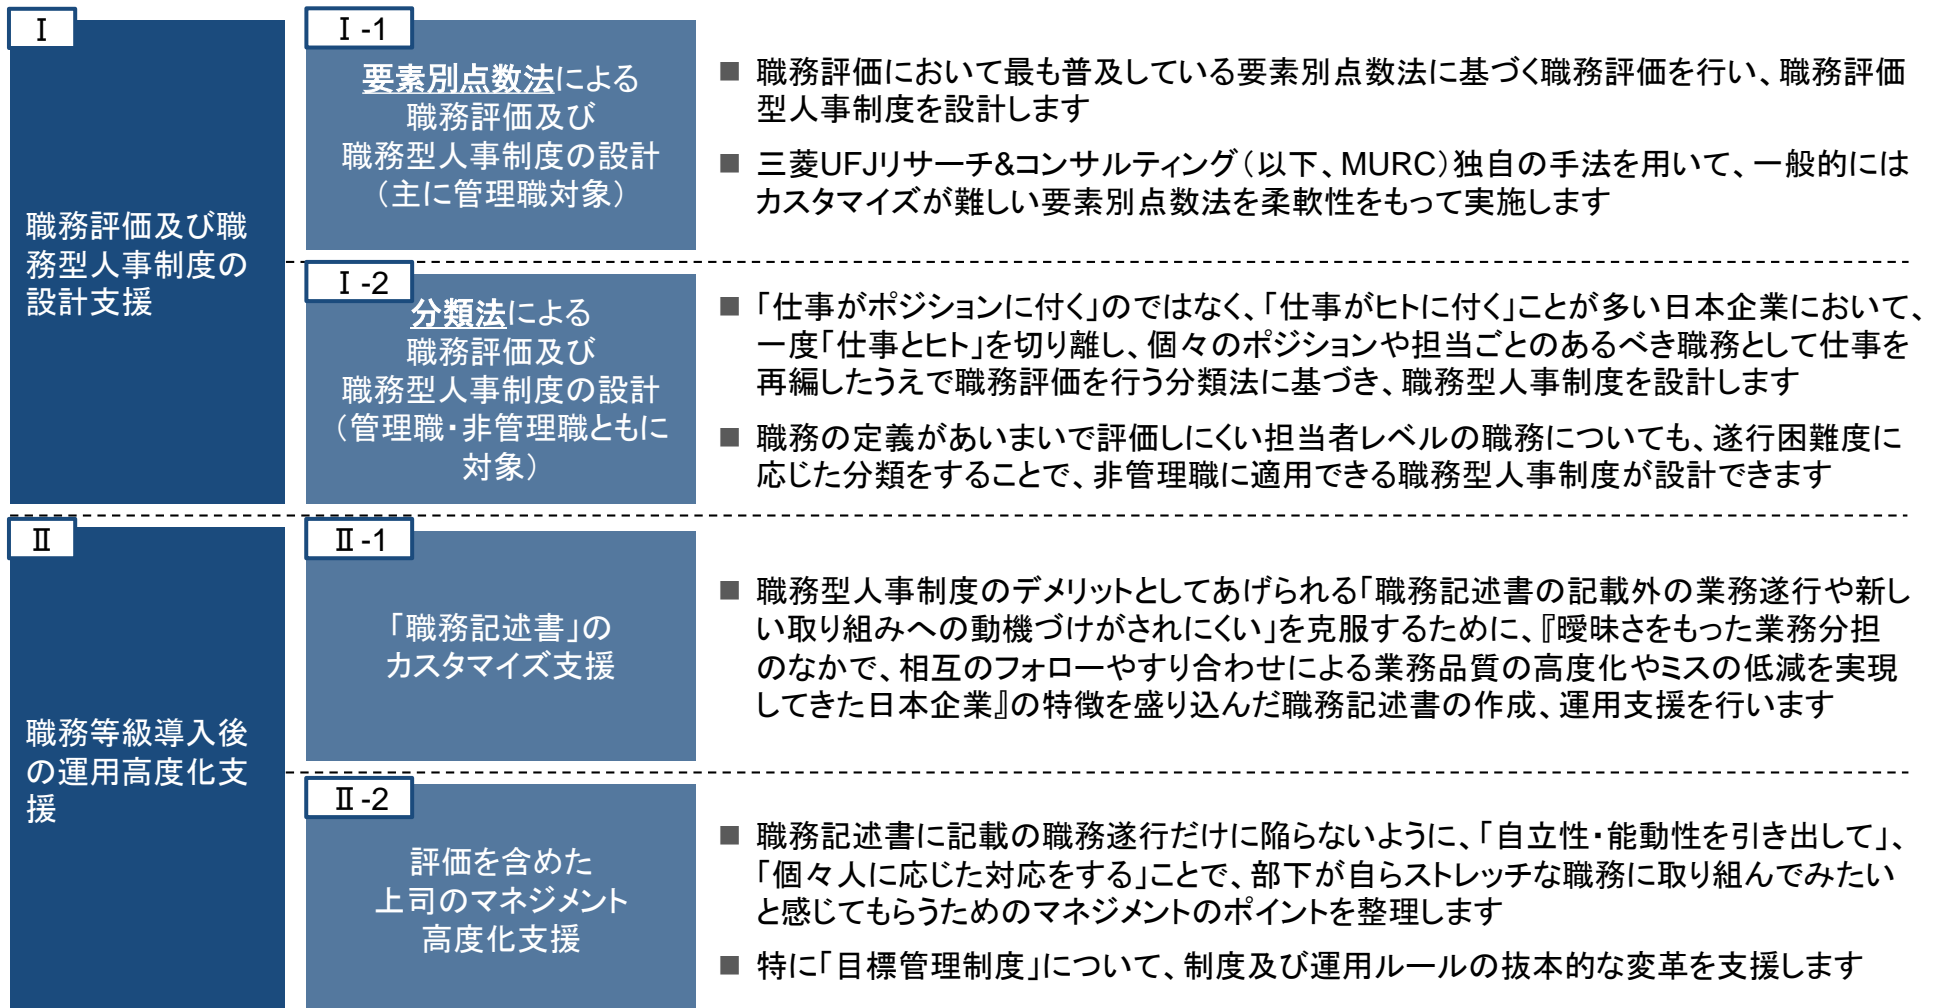 Ⅰ
職務評価及び職
務型人事制度の
設計支援
Ⅰ-1
要素別点数法による
職務評価及び
職務型人事制度の設計
（主に管理職対象）
■ 職務評価において最も普及している要素別点数法に基づく職務評価を行い、職務評価
型人事制度を設計します
■ 三菱UFJリサーチ&コンサルティング（以下、MURC）独自の手法を用いて、一般的には
カスタマイズが難しい要素別点数法を柔軟性をもって実施します
Ⅰ-2
分類法による
職務評価及び
職務型人事制度の設計
（管理職・非管理職ともに
対象）
■ 「仕事がポジションに付く」のではなく、「仕事がヒトに付く」ことが多い日本企業において、
一度「仕事とヒト」を切り離し、個々のポジションや担当ごとのあるべき職務として仕事を
再編したうえで職務評価を行う分類法に基づき、職務型人事制度を設計します
■ 職務の定義があいまいで評価しにくい担当者レベルの職務についても、遂行困難度に
応じた分類をすることで、非管理職に適用できる職務型人事制度が設計できます
Ⅱ
職務等級導入後
の運用高度化支
援
Ⅱ-1
「職務記述書」の
カスタマイズ支援
■ 職務型人事制度のデメリットとしてあげられる「職務記述書の記載外の業務遂行や新し
い取り組みへの動機づけがされにくい」を克服するために、『曖昧さをもった業務分担
のなかで、相互のフォローやすり合わせによる業務品質の高度化やミスの低減を実現
してきた日本企業』の特徴を盛り込んだ職務記述書の作成、運用支援を行います
Ⅱ-2
評価を含めた
上司のマネジメント
高度化支援
■ 職務記述書に記載の職務遂行だけに陥らないように、「自立性・能動性を引き出して」、
「個々人に応じた対応をする」ことで、部下が自らストレッチな職務に取り組んでみたい
と感じてもらうためのマネジメントのポイントを整理します
■ 特に「目標管理制度」について、制度及び運用ルールの抜本的な変革を支援します